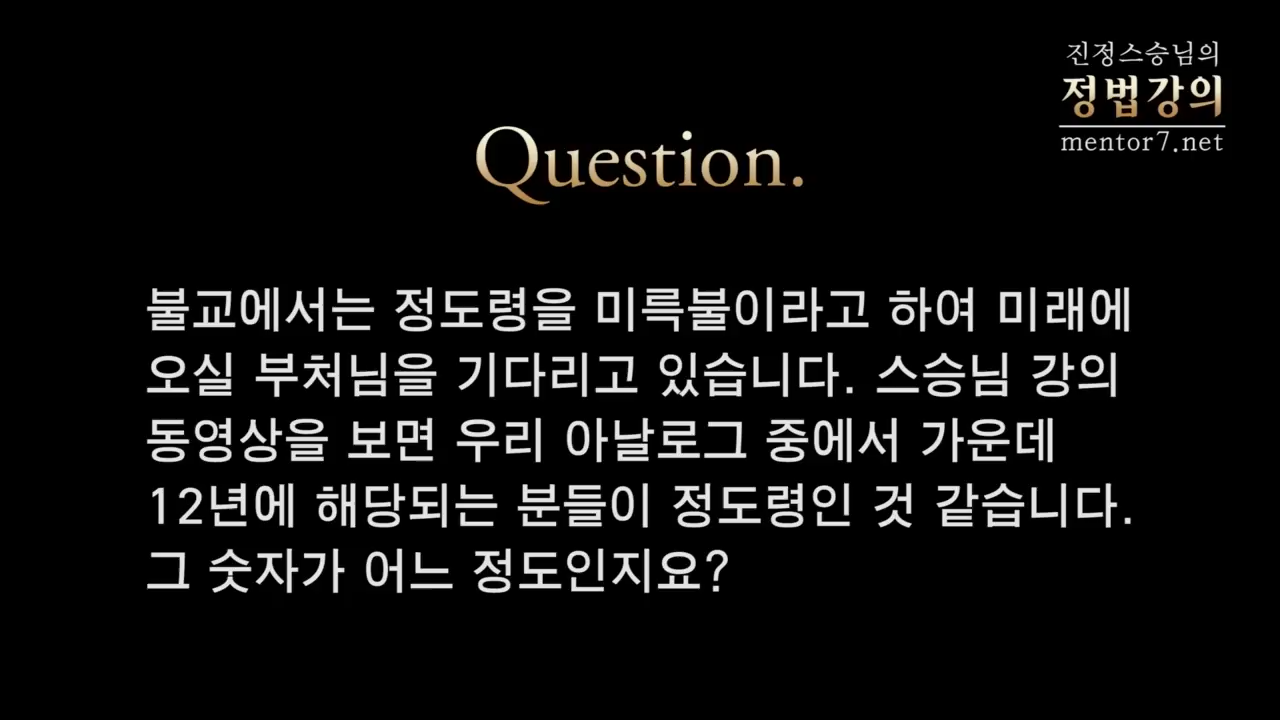 진정스승님의
정법강의
mentor7.net
Question.
불교에서는 정도령을 미륵불이라고 하여 미래에
오실 부처님을 기다리고 있습니다. 스승님 강의
동영상을 보면 우리 아날로그 중에서 가운데
12년에 해당되는 분들이 정도령인 것 같습니다.
그 숫자가 어느 정도인지요?